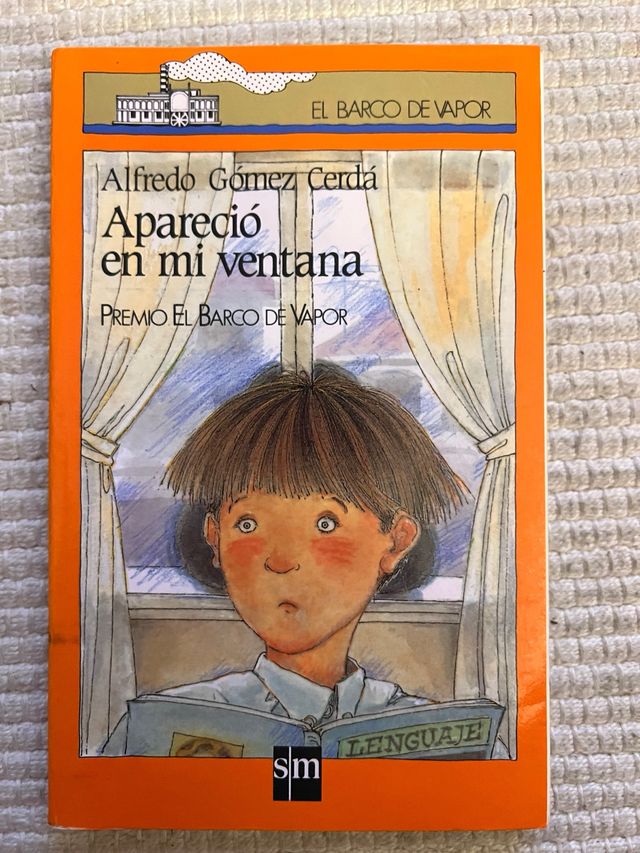 EL BARCO DE VAPOR
Alfredo Gómez Cerdá
Apareció
en mi ventana
PREMIO EL BARCO DE VAPOR
LENGUAJE
sm